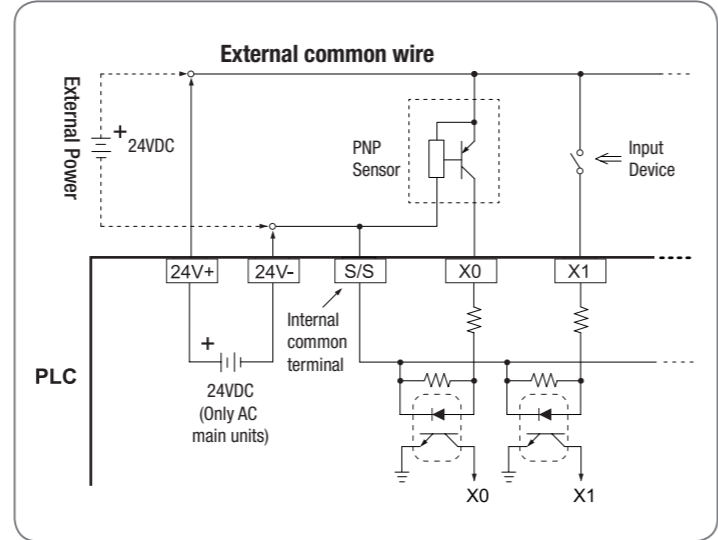 External common wire
External Power
+
24VDC
PNP
Sensor
Input
Device
24V+
24V-
S/S
X0
X1
+
Internal
common
terminal
PLC
24VDC
(Only AC
main units)
X0
X1